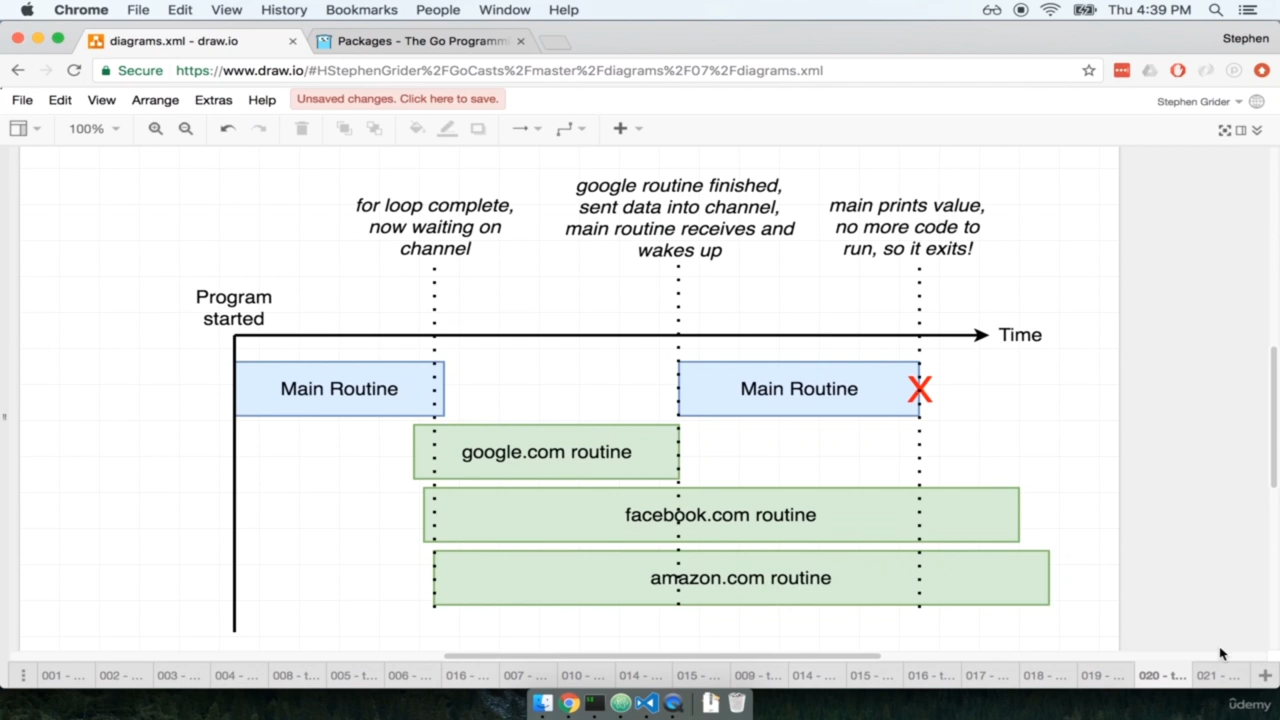 Chrome File Edit View History Bookmarks People Window Help Thu 4:39 PM
diagrams.xml - draw.io Packages - The Go Programmi Stephen
Secure https://www.draw.io/#HStephenGrider%2FGoCasts%2Fmaster%2Fdiagrams%2F07%2Fdiagrams.xml
File Edit View Arrange Extras Help Unsaved changes. Click here to save. Stephen Grider
100%
for loop complete,
now waiting on
channel
google routine finished,
sent data into channel,
main routine receives and
wakes up
main prints value,
no more code to
run, so it exits!
Program
started
Time
Main Routine Main Routine X
google.com routine
facebook.com routine
amazon.com routine
001 - ... 002 - ... 003 - ... 004 - ... 008 - t... 005 - t... 006 - ... 016 - ... 007 - ... 010 - ... 014 - ... 015 - ... 009 - t... 014 - ... 015 - ... 016 - t... 017 - ... 018 - ... 019 - ... 020 - t... 021 - ...
udemy